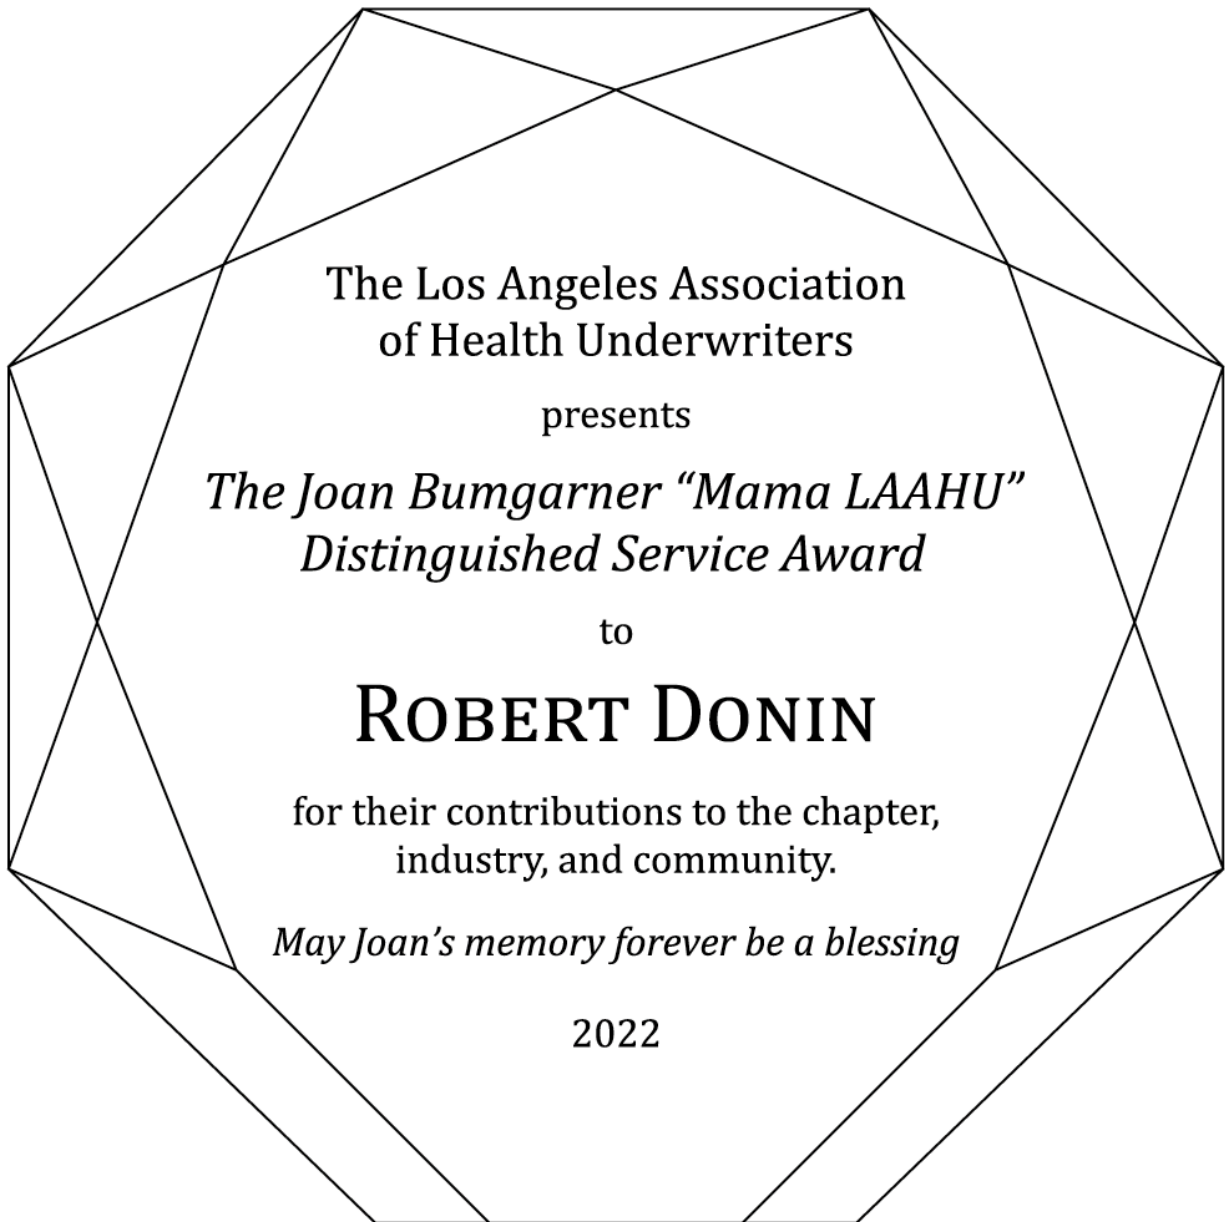 The Los Angeles Association
of Health Underwriters
presents
The Joan Bumgarner “Mama LAAHU”
Distinguished Service Award
to
ROBERT DONIN
for their contributions to the chapter,
industry, and community.
May Joan’s memory forever be a blessing
2022